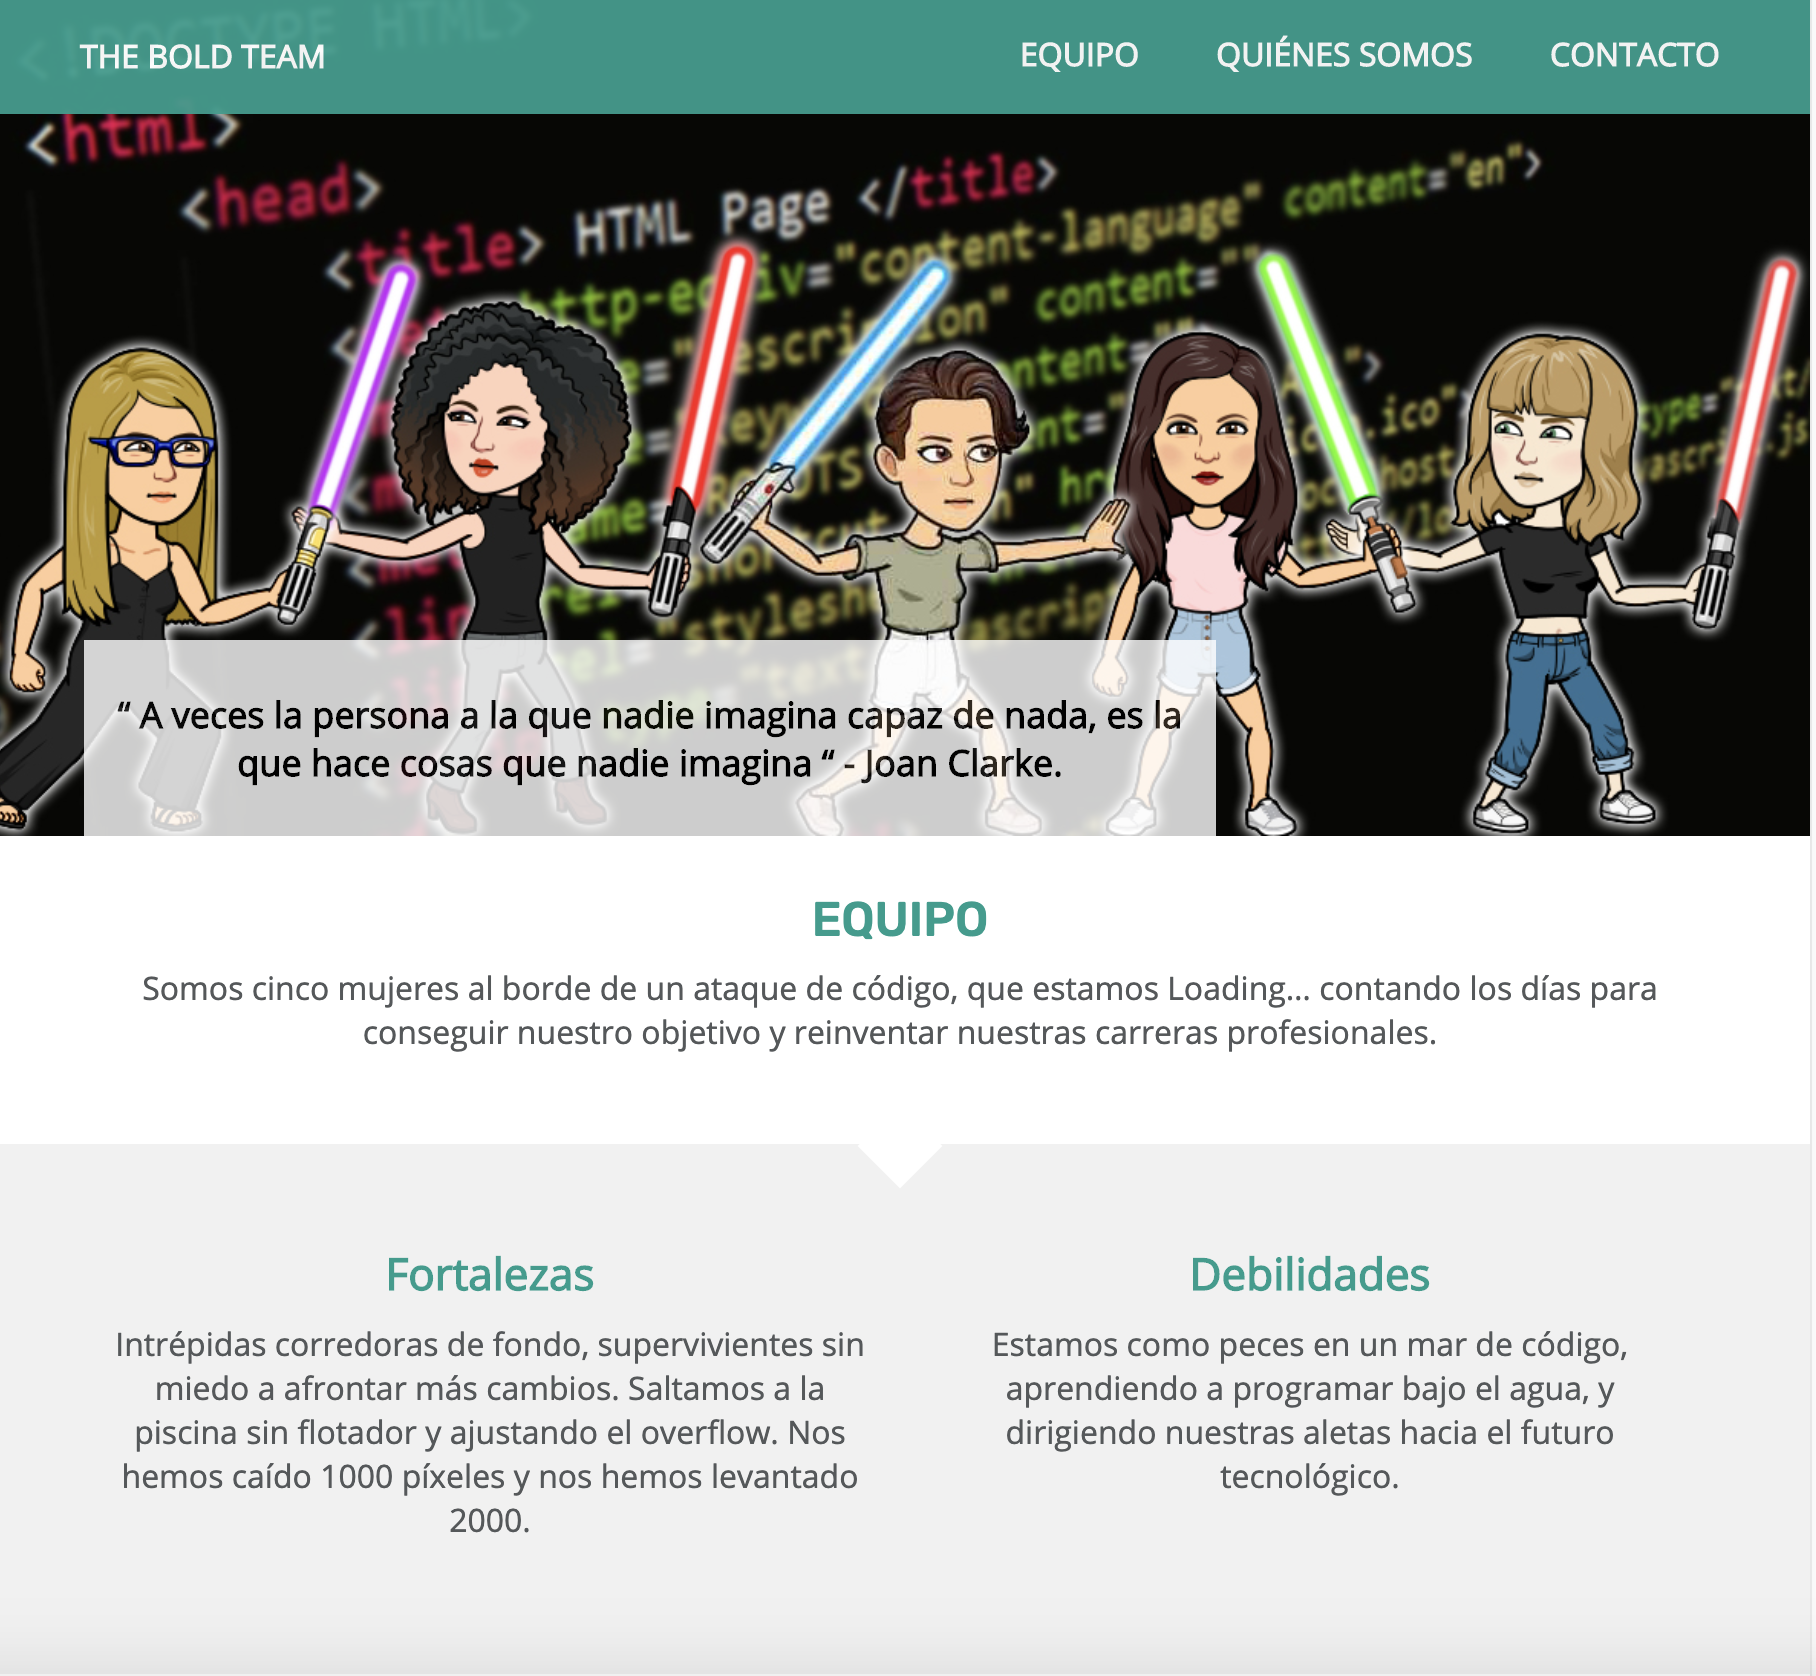 <!DOCTYPE HTML>
THE BOLD TEAM
EQUIPO
QUIÉNES SOMOS
CONTACTO
<html>
<head>
<title> HTML Page </title>
"content-language" content="en">
content=""
“ A veces la persona a la que nadie imagina capaz de nada, es la
que hace cosas que nadie imagina “ - Joan Clarke.
EQUIPO
Somos cinco mujeres al borde de un ataque de código, que estamos Loading... contando los días para
conseguir nuestro objetivo y reinventar nuestras carreras profesionales.
Fortalezas
Intrépidas corredoras de fondo, supervivientes sin
miedo a afrontar más cambios. Saltamos a la
piscina sin flotador y ajustando el overflow. Nos
hemos caído 1000 píxeles y nos hemos levantado
2000.
Debilidades
Estamos como peces en un mar de código,
aprendiendo a programar bajo el agua, y
dirigiendo nuestras aletas hacia el futuro
tecnológico.